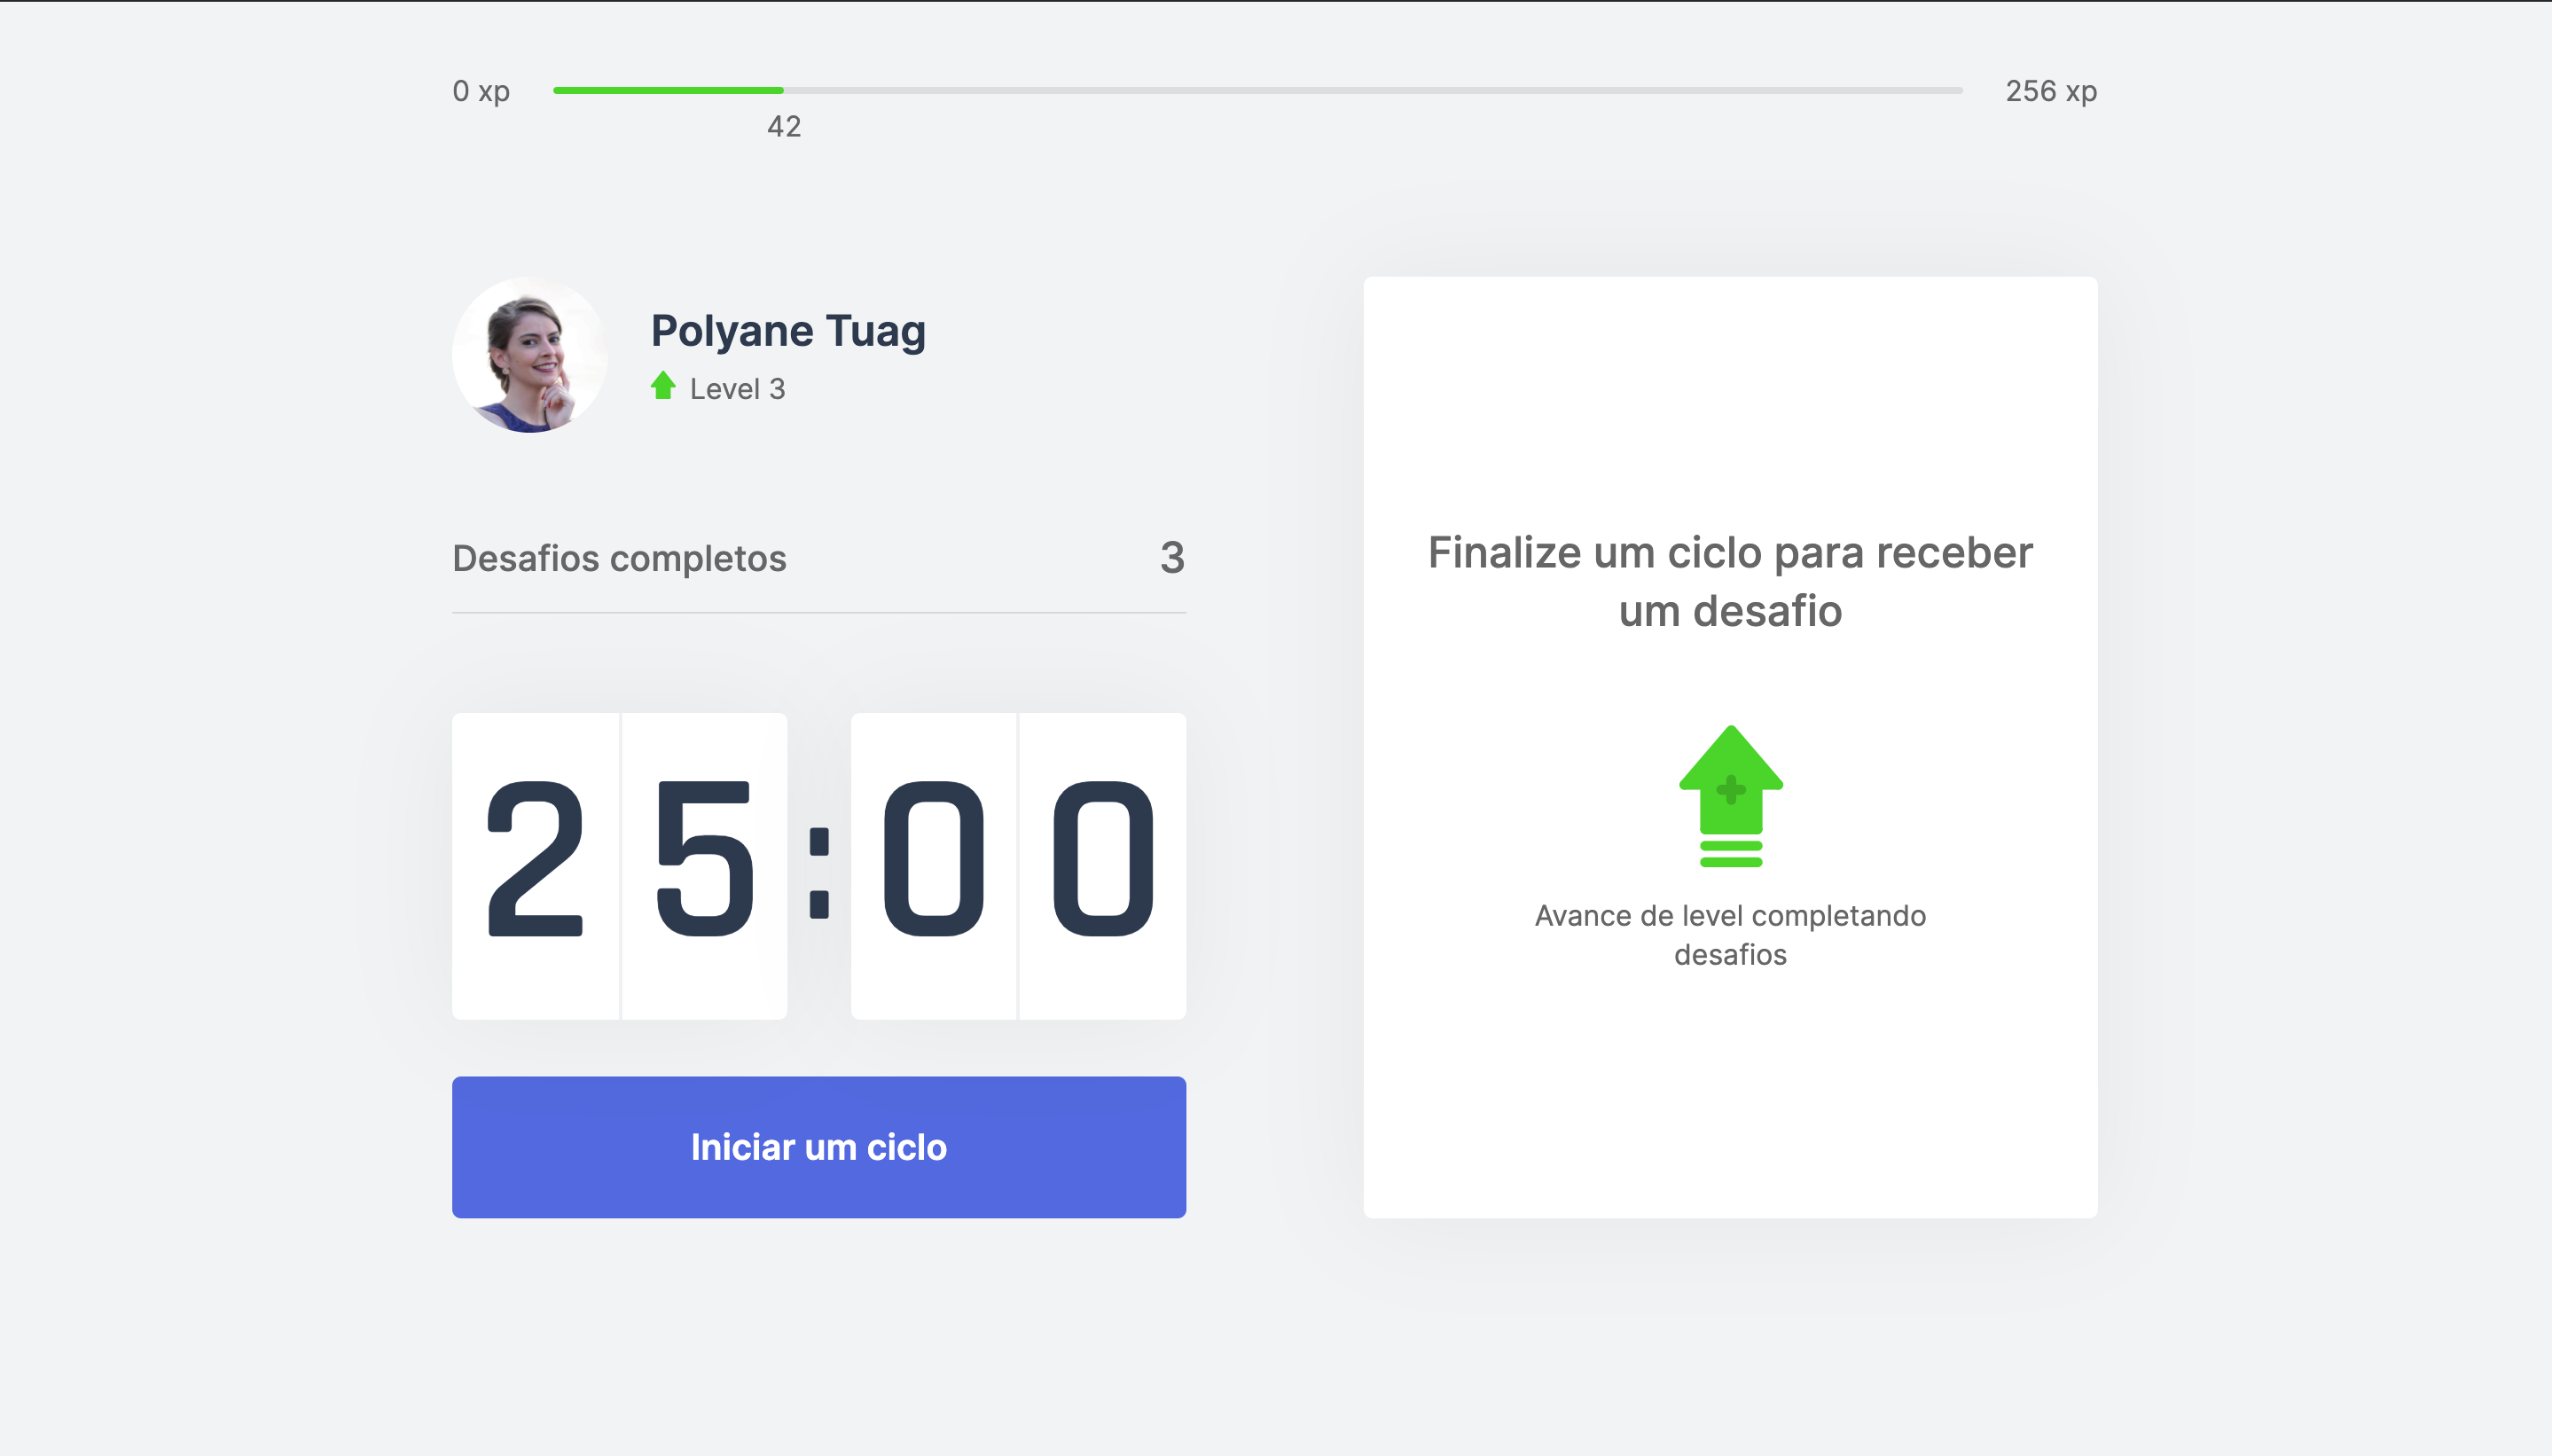 0 xp
256 xp
42
Polyane Tuag
Level 3
Desafios completos
3
25:00
Iniciar um ciclo
Finalize um ciclo para receber
um desafio
Avance de level completando
desafios